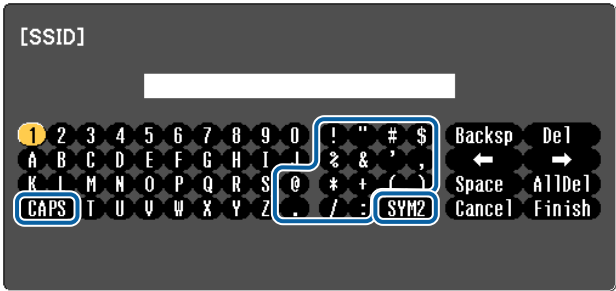 [SSID]
1 2 3 4 5 6 7 8 9 0 ! " # $ Backsp Del
A B C D E F G H I J % & ' , ← →
K L M N O P Q R S @ * + ( ) Space AllDel
CAPS T U V W X Y Z . / : SYM2 Cancel Finish